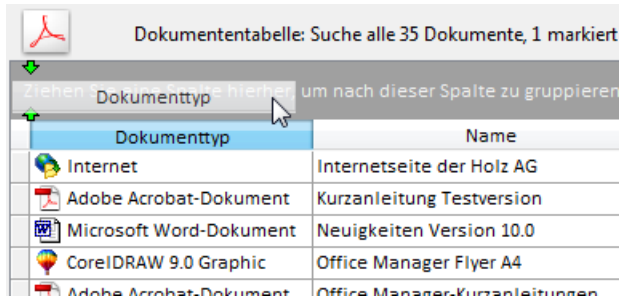 Dokumententabelle: Suche alle 35 Dokumente, 1 markiert
Ziehen Sie eine Spalte hierher, um nach dieser Spalte zu gruppieren
Dokumenttyp
Dokumenttyp Name
Internet Internetseite der Holz AG
Adobe Acrobat-Dokument Kurzanleitung Testversion
Microsoft Word-Dokument Neuigkeiten Version 10.0
CorelDRAW 9.0 Graphic Office Manager Flyer A4
Adobe Acrobat-Dokument Office Manager-Kurzanleitungen